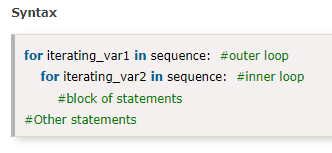 Syntax
for iterating_var1 in sequence:  #outer loop
    for iterating_var2 in sequence:  #inner loop
        #block of statements
#Other statements